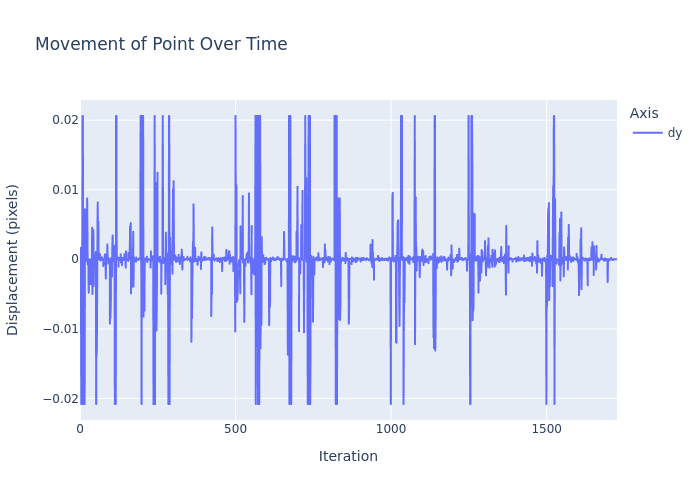 Movement of Point Over Time
Axis
dy
Displacement (pixels)
0.02
0.01
0
−0.01
−0.02
0
500
1000
1500
Iteration